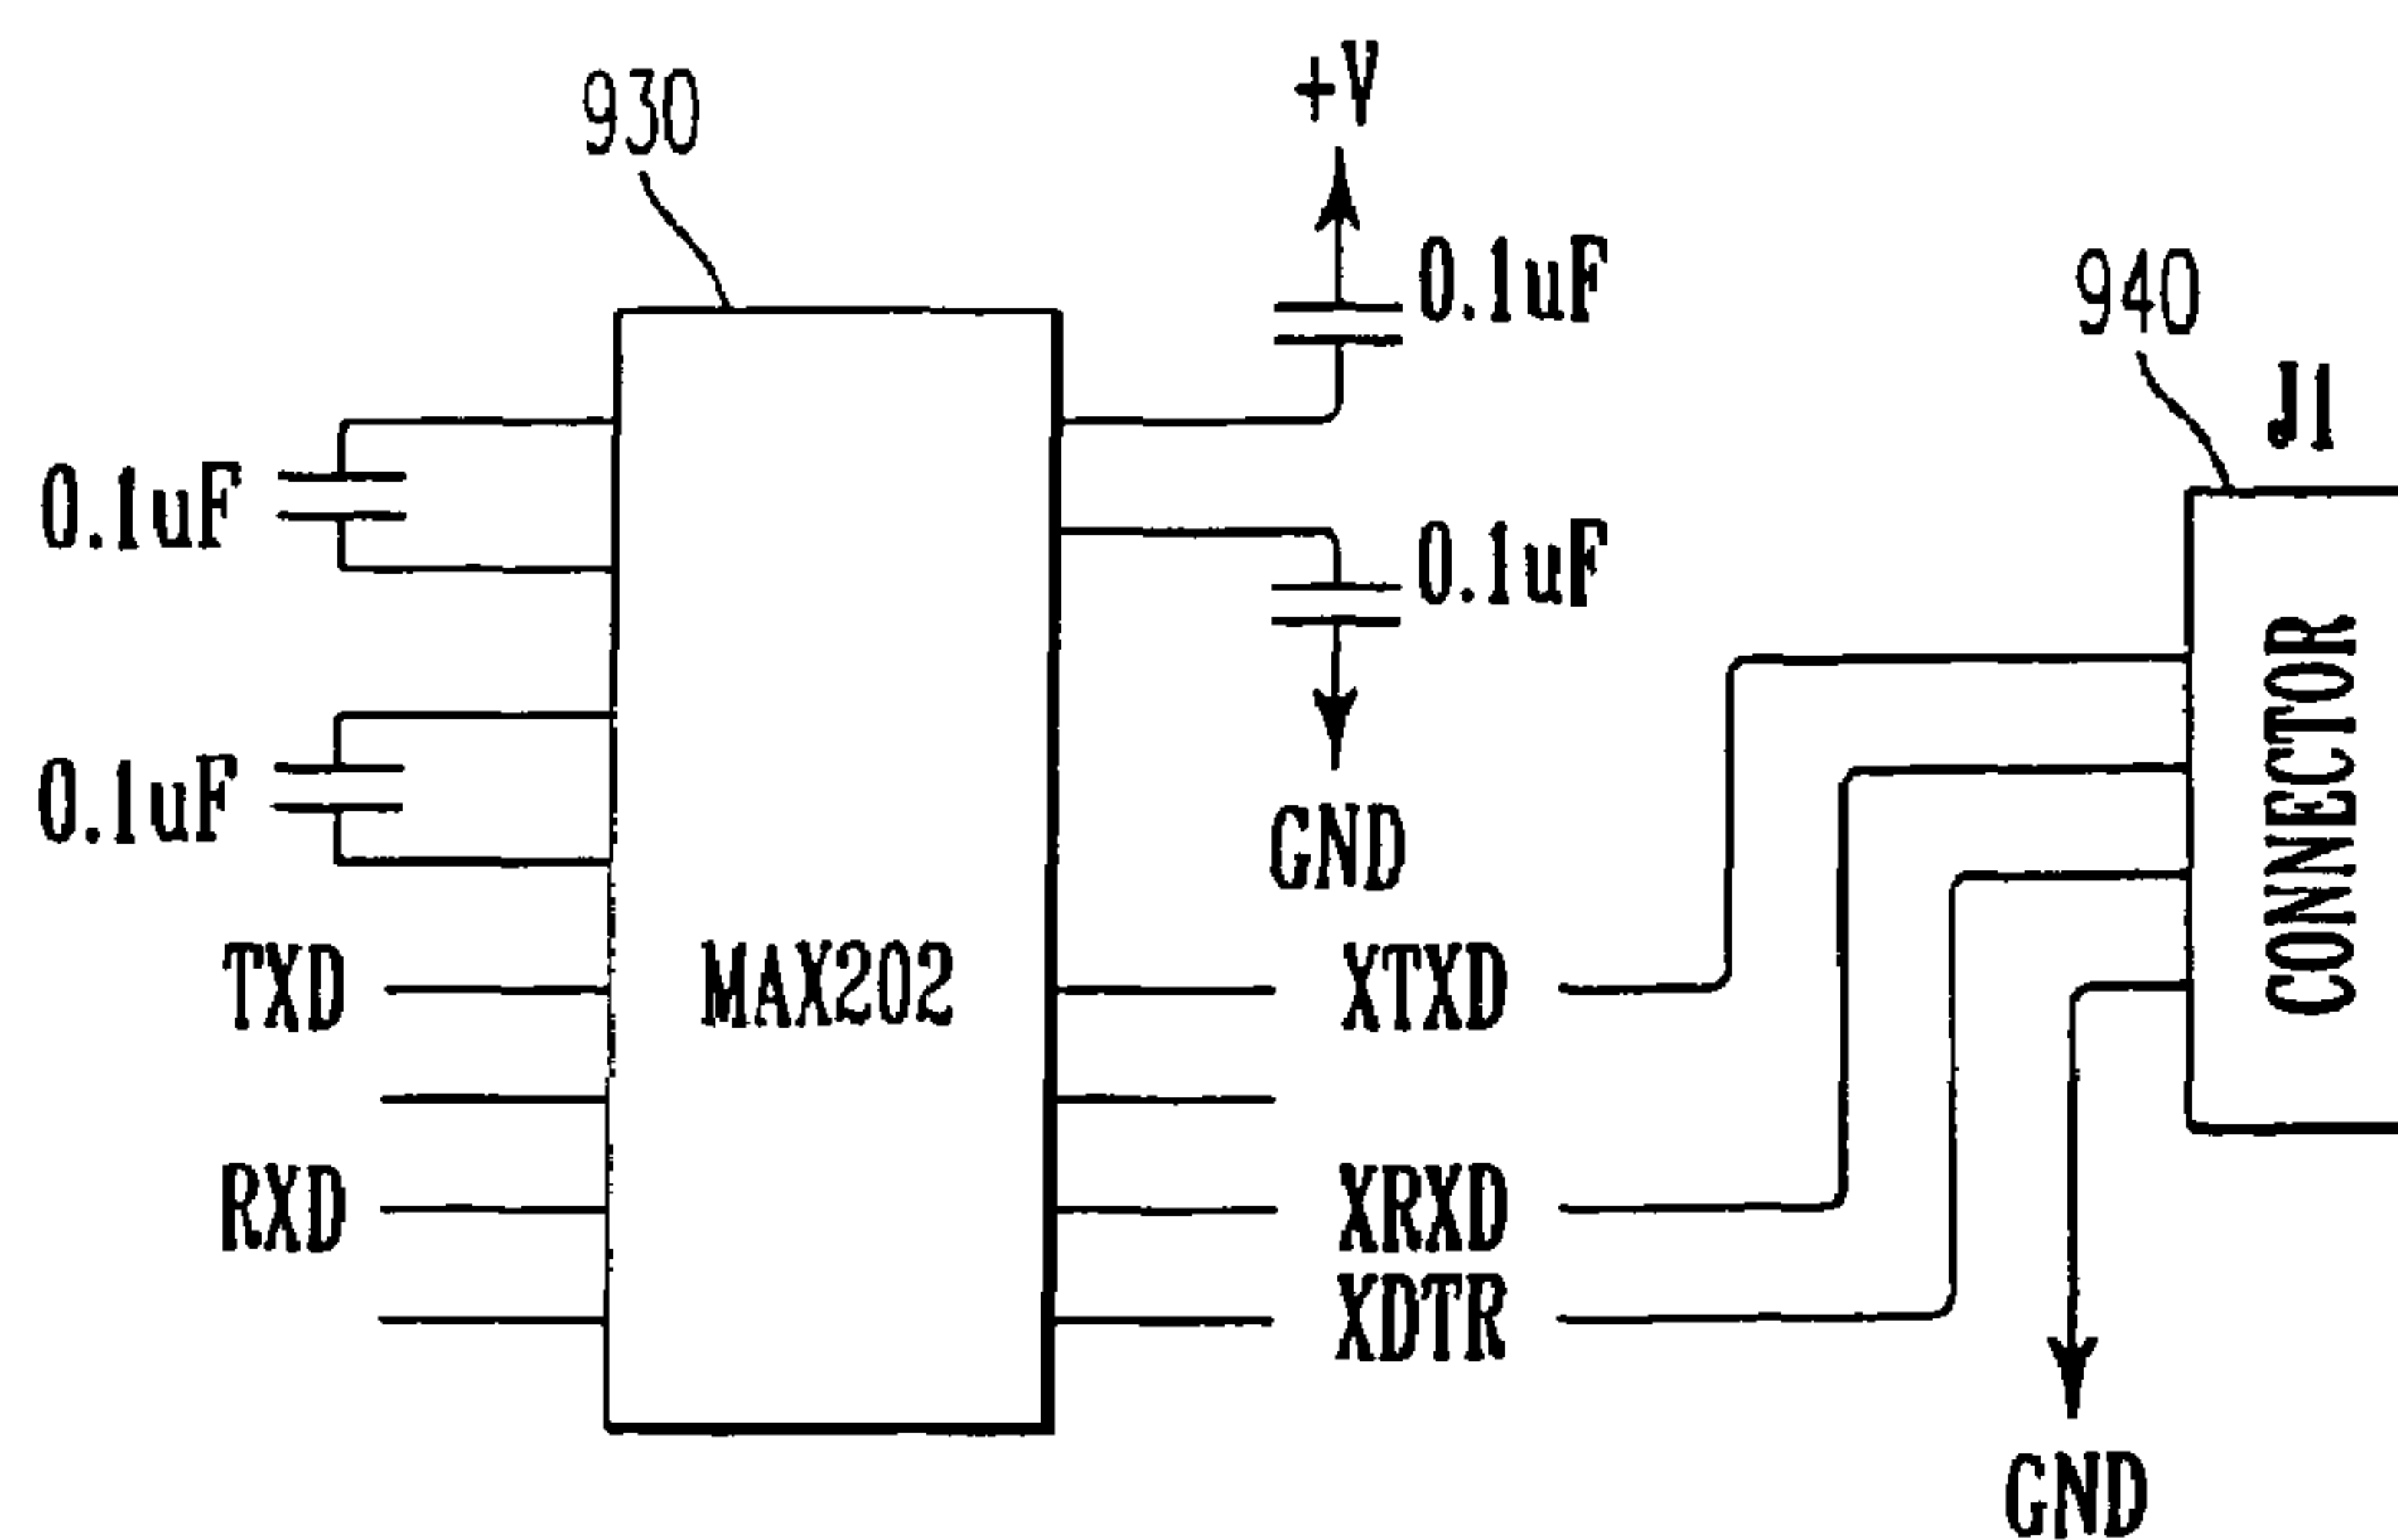 +V
930
0.1uF
940
J1
0.1uF
0.1uF
CONNECTOR
0.1uF
GND
TXD
MAX202
XTXD
RXD
XRXD
XDTR
GND